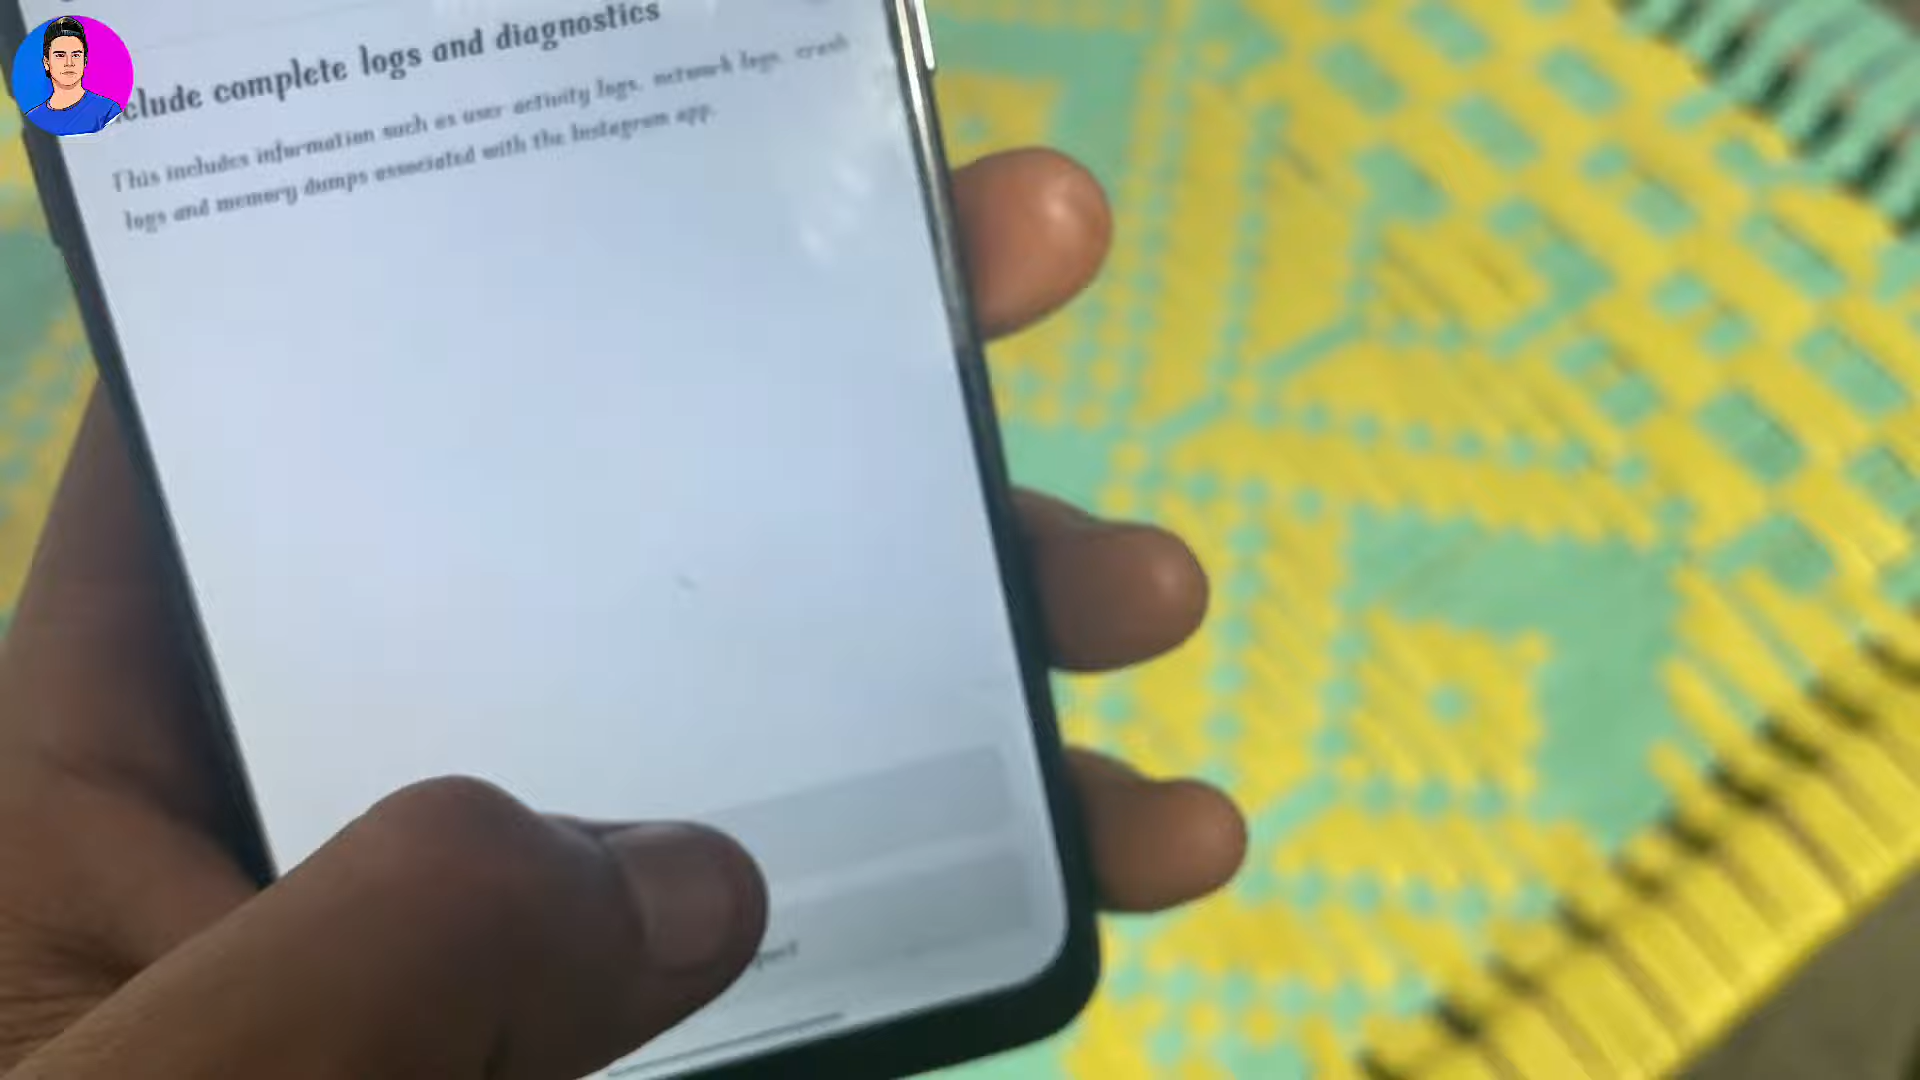 clude complete logs and diagnostics
This includes information such as user activity logs, network logs, crash
logs and memory dumps associated with the Instagram app.